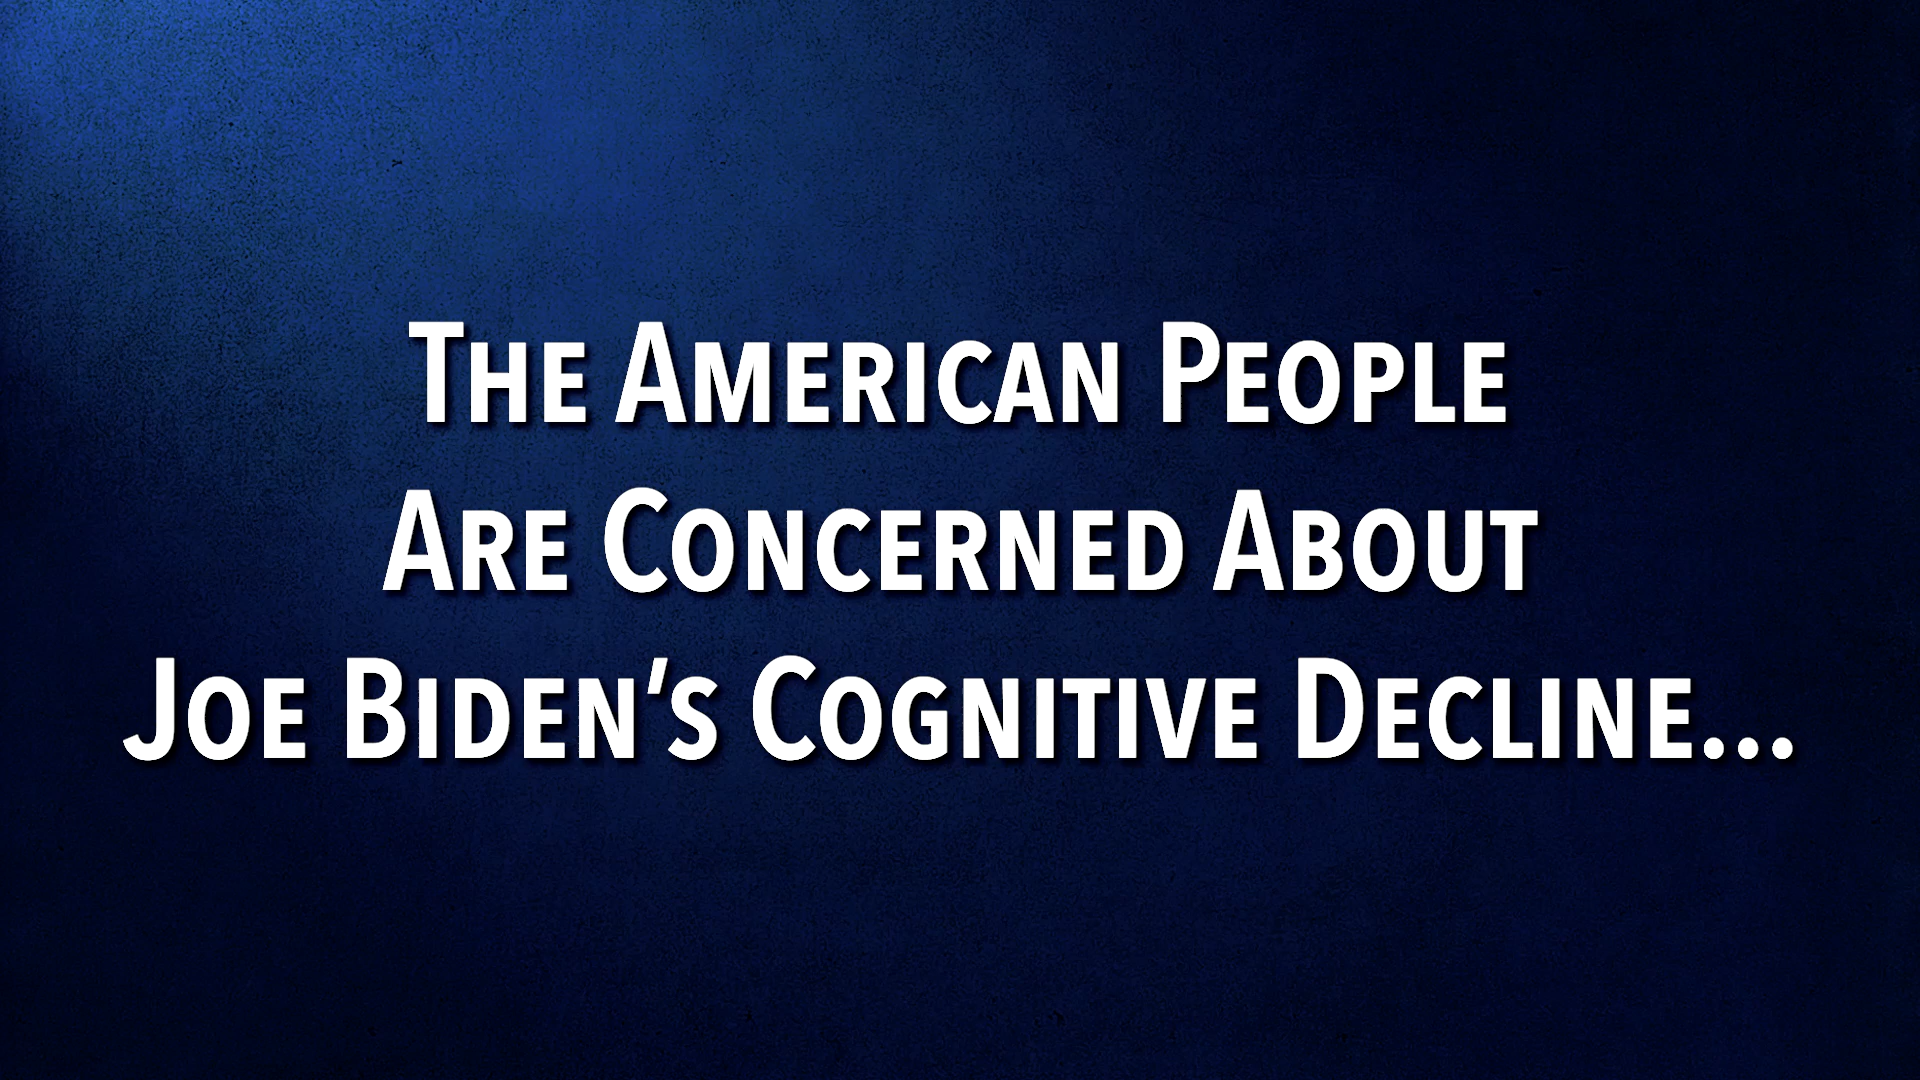 The American People
Are Concerned About
Joe Biden’s Cognitive Decline...